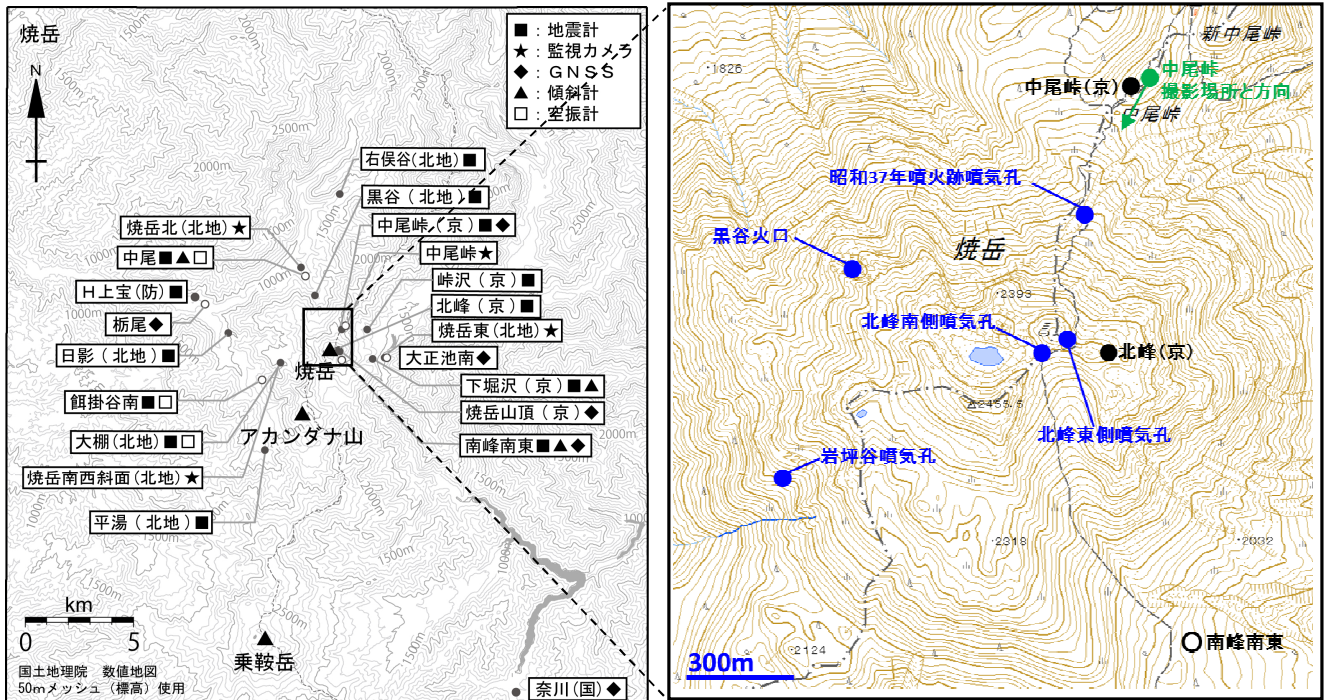 焼岳
N
■ : 地震計
★ : 監視カメラ
◆ : GNSS
▲ : 傾斜計
□ : 空振計
2500m
2000m
1500m
1000m
右俣谷(北地)■
黒谷(北地)■
中尾峠(京)■◆
中尾峠★
峠沢(京)■
北峰(京)■
焼岳東(北地)★
大正池南◆
下堀沢(京)■▲
焼岳山頂(京)◆
南峰南東■▲◆
焼岳北(北地)★
中尾■▲□
H上宝(防)■
栃尾◆
日影(北地)■
餌掛谷南■□
大棚(北地)■□
焼岳南西斜面(北地)★
平湯(北地)■
焼岳
アカンダナ山
乗鞍岳
奈川(国)◆
km
0 5
国土地理院 数値地図
50mメッシュ(標高)使用
新中尾峠
中尾峠(京)
中尾峠
撮影場所と方向
中尾峠
・1826
昭和37年噴火跡噴気孔
黒谷火口
焼岳
・2393
北峰南側噴気孔
北峰(京)
△2455.5
北峰東側噴気孔
岩坪谷噴気孔
・2318
・2032
・2124
南峰南東
300m